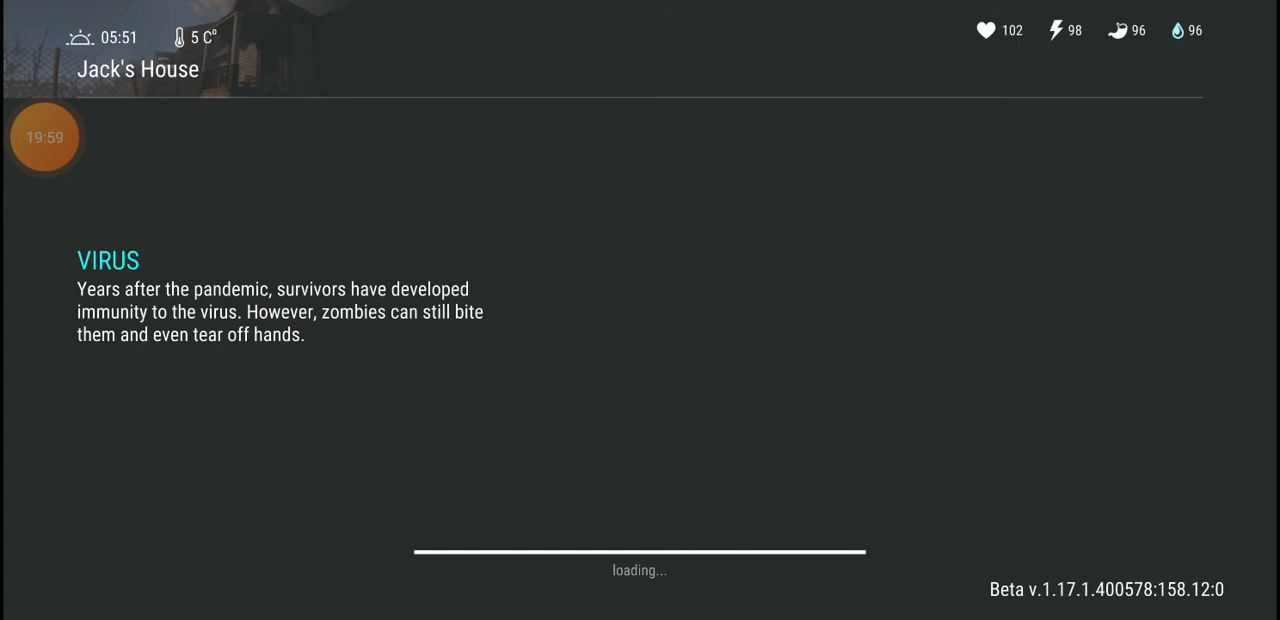 05:51 5 Cº
102 98 96 96
Jack's House
19:59
VIRUS
Years after the pandemic, survivors have developed
immunity to the virus. However, zombies can still bite
them and even tear off hands.
loading...
Beta v.1.17.1.400578:158.12:0